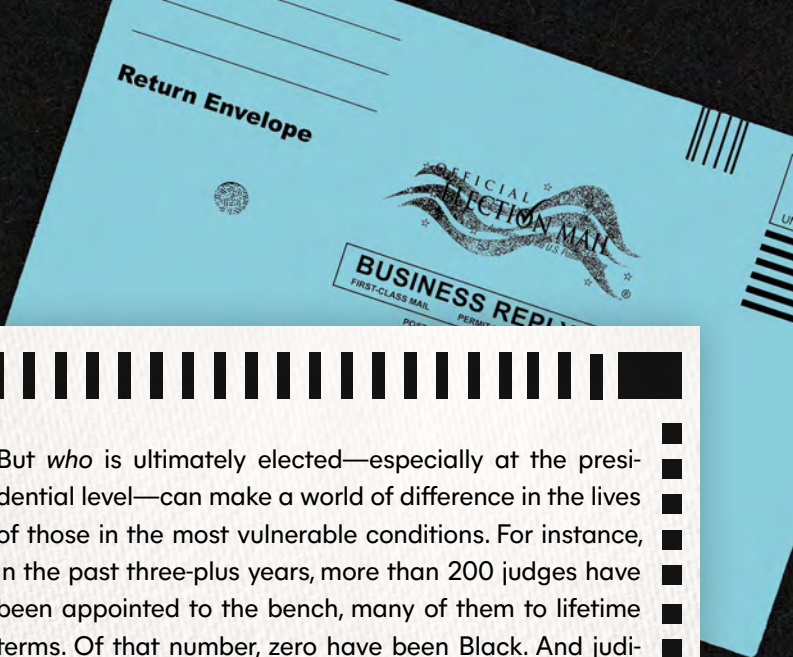 Return Envelope
OFFICIAL
ELECTION MAIL
U.S.
®
BUSINESS REPLY
FIRST-CLASS MAIL PERMIT
But who is ultimately elected—especially at the presi-
dential level—can make a world of difference in the lives
of those in the most vulnerable conditions. For instance,
in the past three-plus years, more than 200 judges have
been appointed to the bench, many of them to lifetime
terms. Of that number, zero have been Black. And judi-